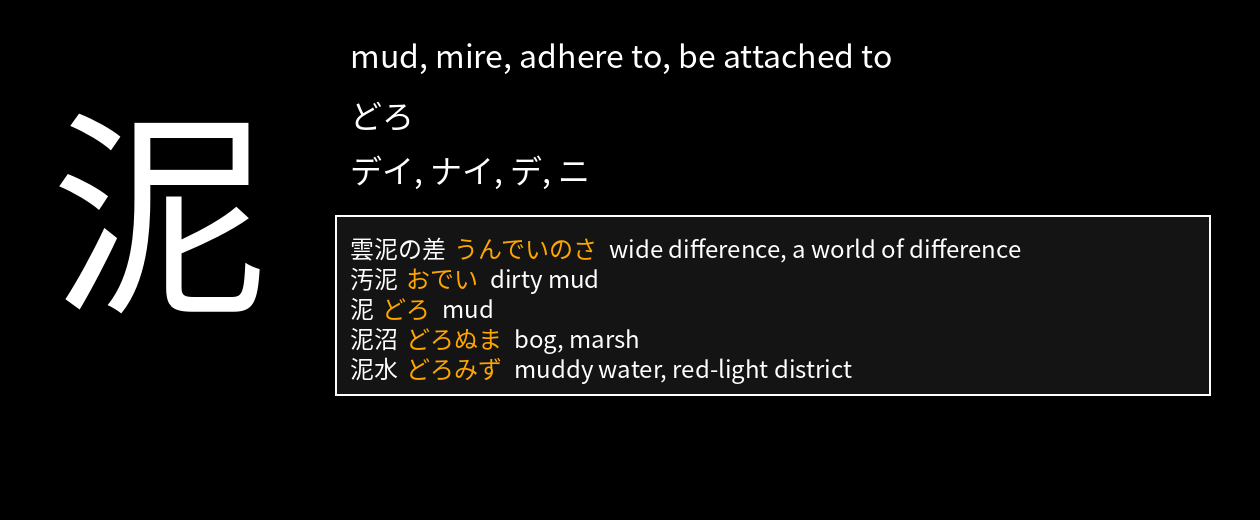 泥
mud, mire, adhere to, be attached to
どろ
デイ, ナイ, デ, ニ
雲泥の差 うんでいのさ wide difference, a world of difference
汚泥 おでい dirty mud
泥 どろ mud
泥沼 どろぬま bog, marsh
泥水 どろみず muddy water, red-light district